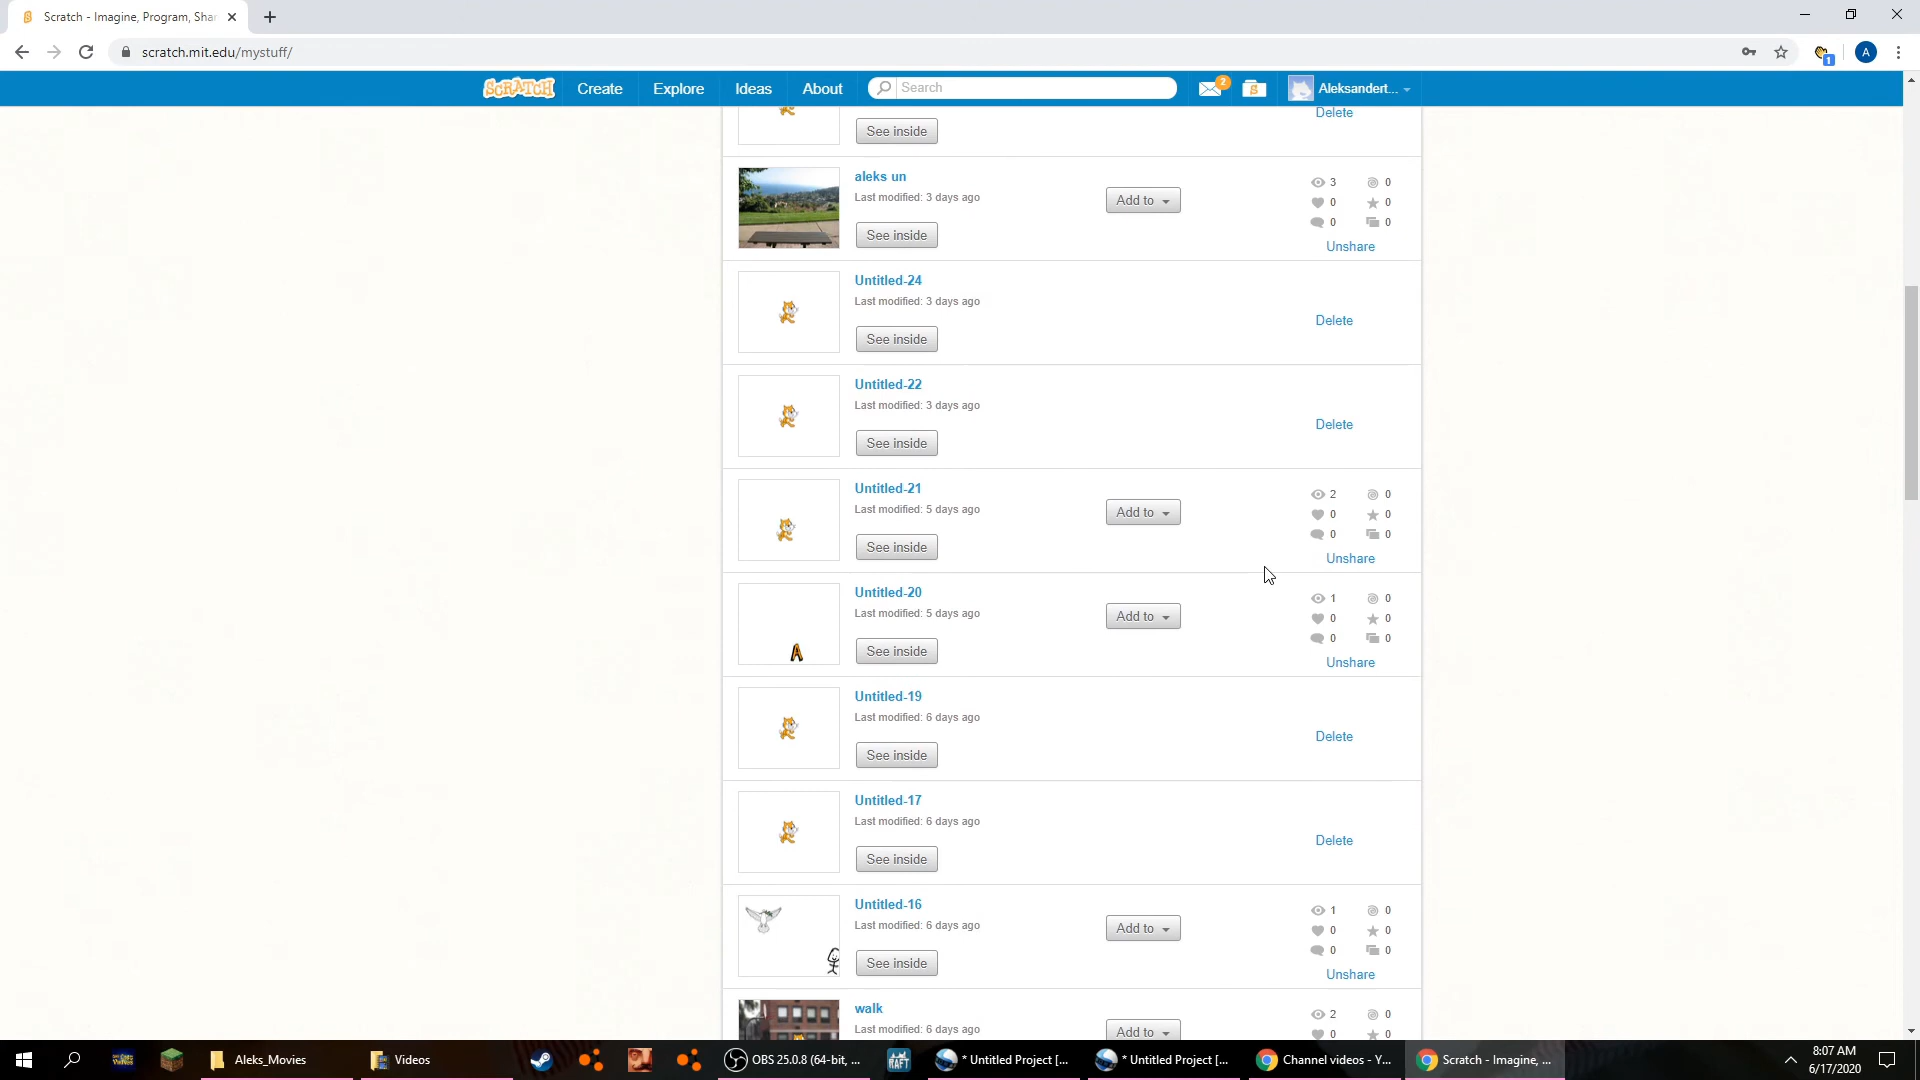 Scratch - Imagine, Program, Shar
scratch.mit.edu/mystuff/
A
1
SCRATCH
Create
Explore
Ideas
About
Search
2
S
Aleksandert...
Delete
See inside
aleks un
Last modified: 3 days ago
See inside
Add to
3 0
0 0
0 0
Unshare
Untitled-24
Last modified: 3 days ago
See inside
Delete
Untitled-22
Last modified: 3 days ago
See inside
Delete
Untitled-21
Last modified: 5 days ago
See inside
Add to
2 0
0 0
0 0
Unshare
Untitled-20
Last modified: 5 days ago
A
See inside
Add to
1 0
0 0
0 0
Unshare
Untitled-19
Last modified: 6 days ago
See inside
Delete
Untitled-17
Last modified: 6 days ago
See inside
Delete
Untitled-16
Last modified: 6 days ago
See inside
Add to
1 0
0 0
0 0
Unshare
walk
Last modified: 6 days ago
Add to
2 0
0 0
Aleks_Movies
Videos
OBS 25.0.8 (64-bit, ...
RAFT
* Untitled Project [...
* Untitled Project [...
Channel videos - Y...
Scratch - Imagine, ...
8:07 AM
6/17/2020